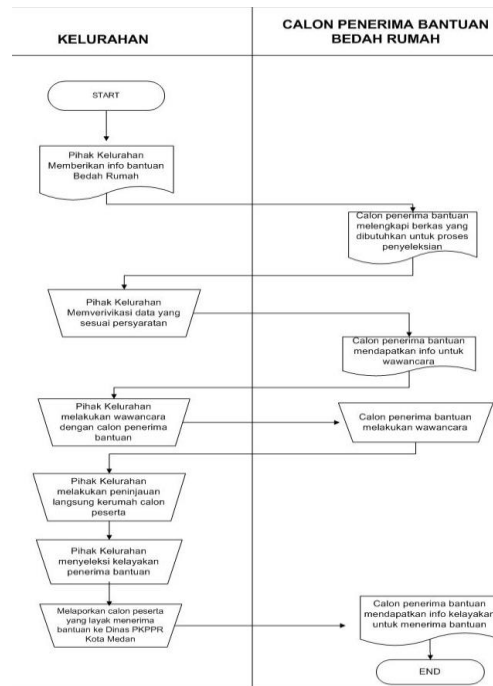 KELURAHAN
CALON PENERIMA BANTUAN
BEDAH RUMAH
START
Pihak Kelurahan
Memberikan info bantuan
Bedah Rumah
Calon penerima bantuan
melengkapi berkas yang
dibutuhkan untuk proses
penyeleksian
Pihak Kelurahan
Memverivikasi data yang
sesuai persyaratan
Calon penerima bantuan
mendapatkan info untuk
wawancara
Pihak Kelurahan
melakukan wawancara
dengan calon penerima
bantuan
Calon penerima bantuan
melakukan wawancara
Pihak Kelurahan
melakukan peninjauan
langsung kerumah calon
peserta
Pihak Kelurahan
menyeleksi kelayakan
penerima bantuan
Melaporkan calon peserta
yang layak menerima
bantuan ke Dinas PKPPR
Kota Medan
Calon penerima bantuan
mendapatkan info kelayakan
untuk menerima bantuan
END